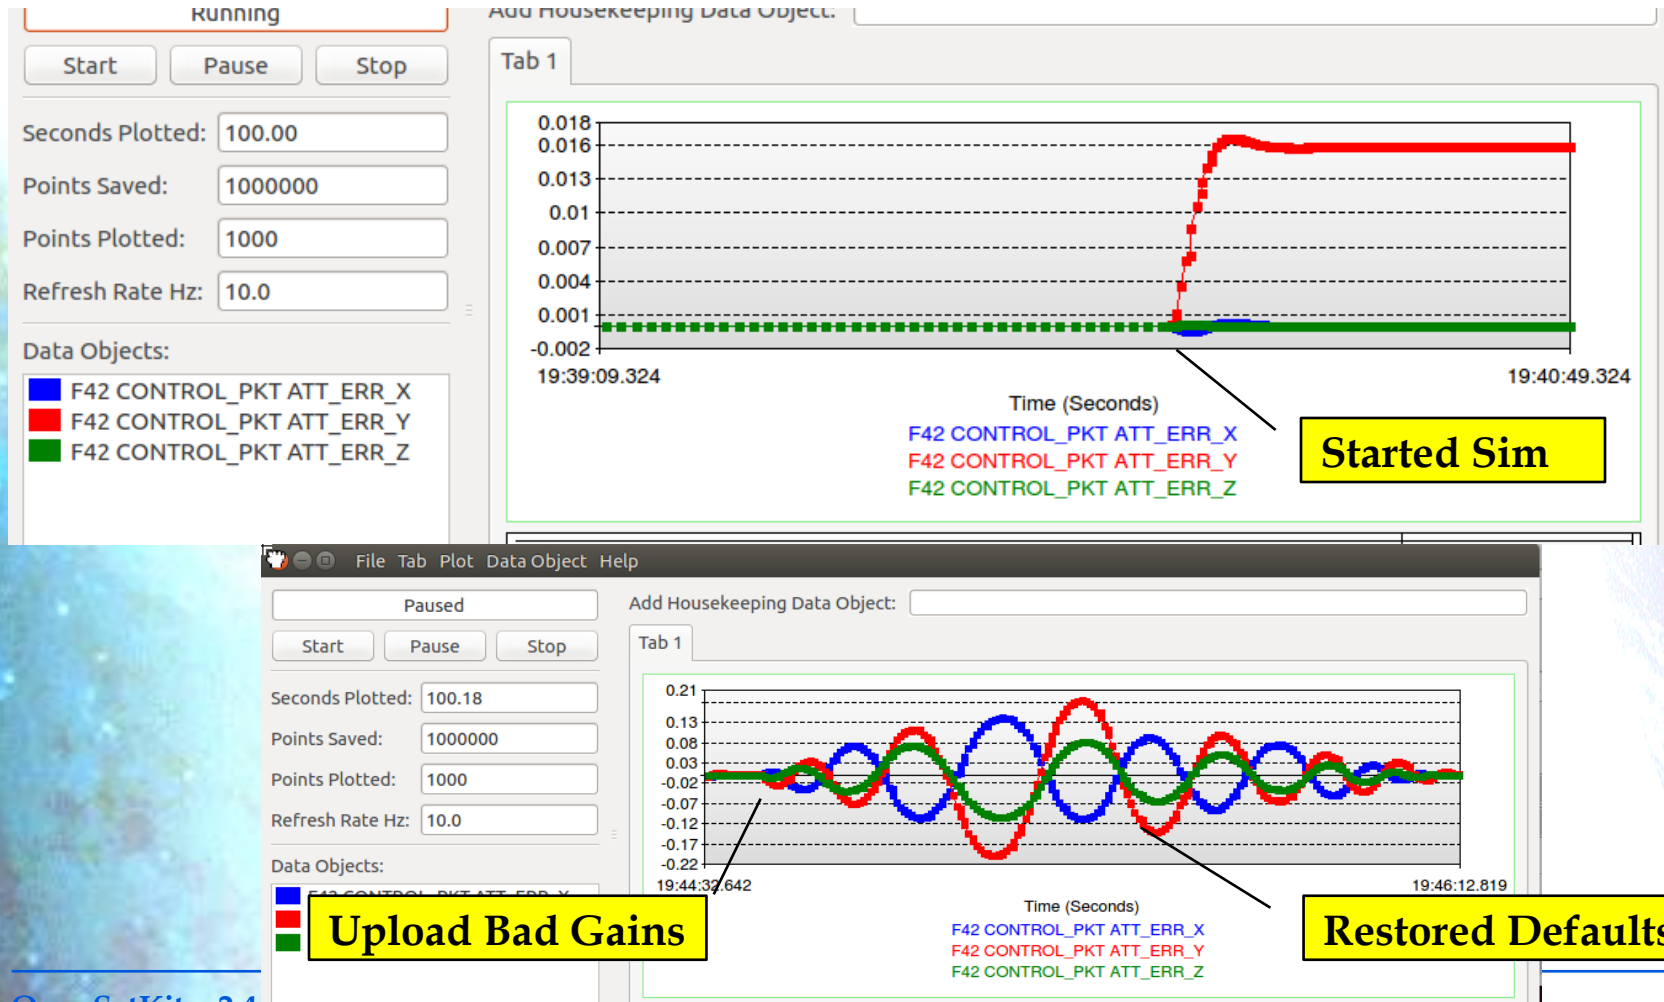 Running
Add Housekeeping Data Object:
Start Pause Stop
Tab 1
Seconds Plotted: 100.00
Points Saved: 1000000
Points Plotted: 1000
Refresh Rate Hz: 10.0
Data Objects:
F42 CONTROL_PKT ATT_ERR_X
F42 CONTROL_PKT ATT_ERR_Y
F42 CONTROL_PKT ATT_ERR_Z
0.018
0.016
0.013
0.01
0.007
0.004
0.001
-0.002
19:39:09.324 19:40:49.324
Time (Seconds)
F42 CONTROL_PKT ATT_ERR_X
F42 CONTROL_PKT ATT_ERR_Y
F42 CONTROL_PKT ATT_ERR_Z
Started Sim
File Tab Plot Data Object Help
Paused
Add Housekeeping Data Object:
Start Pause Stop
Tab 1
Seconds Plotted: 100.18
Points Saved: 1000000
Points Plotted: 1000
Refresh Rate Hz: 10.0
Data Objects:
F42 CONTROL_PKT ATT_ERR_X
0.21
0.13
0.08
0.03
-0.02
-0.07
-0.12
-0.17
-0.22
19:44:32.642 19:46:12.819
Time (Seconds)
F42 CONTROL_PKT ATT_ERR_X
F42 CONTROL_PKT ATT_ERR_Y
F42 CONTROL_PKT ATT_ERR_Z
Upload Bad Gains
Restored Defaults